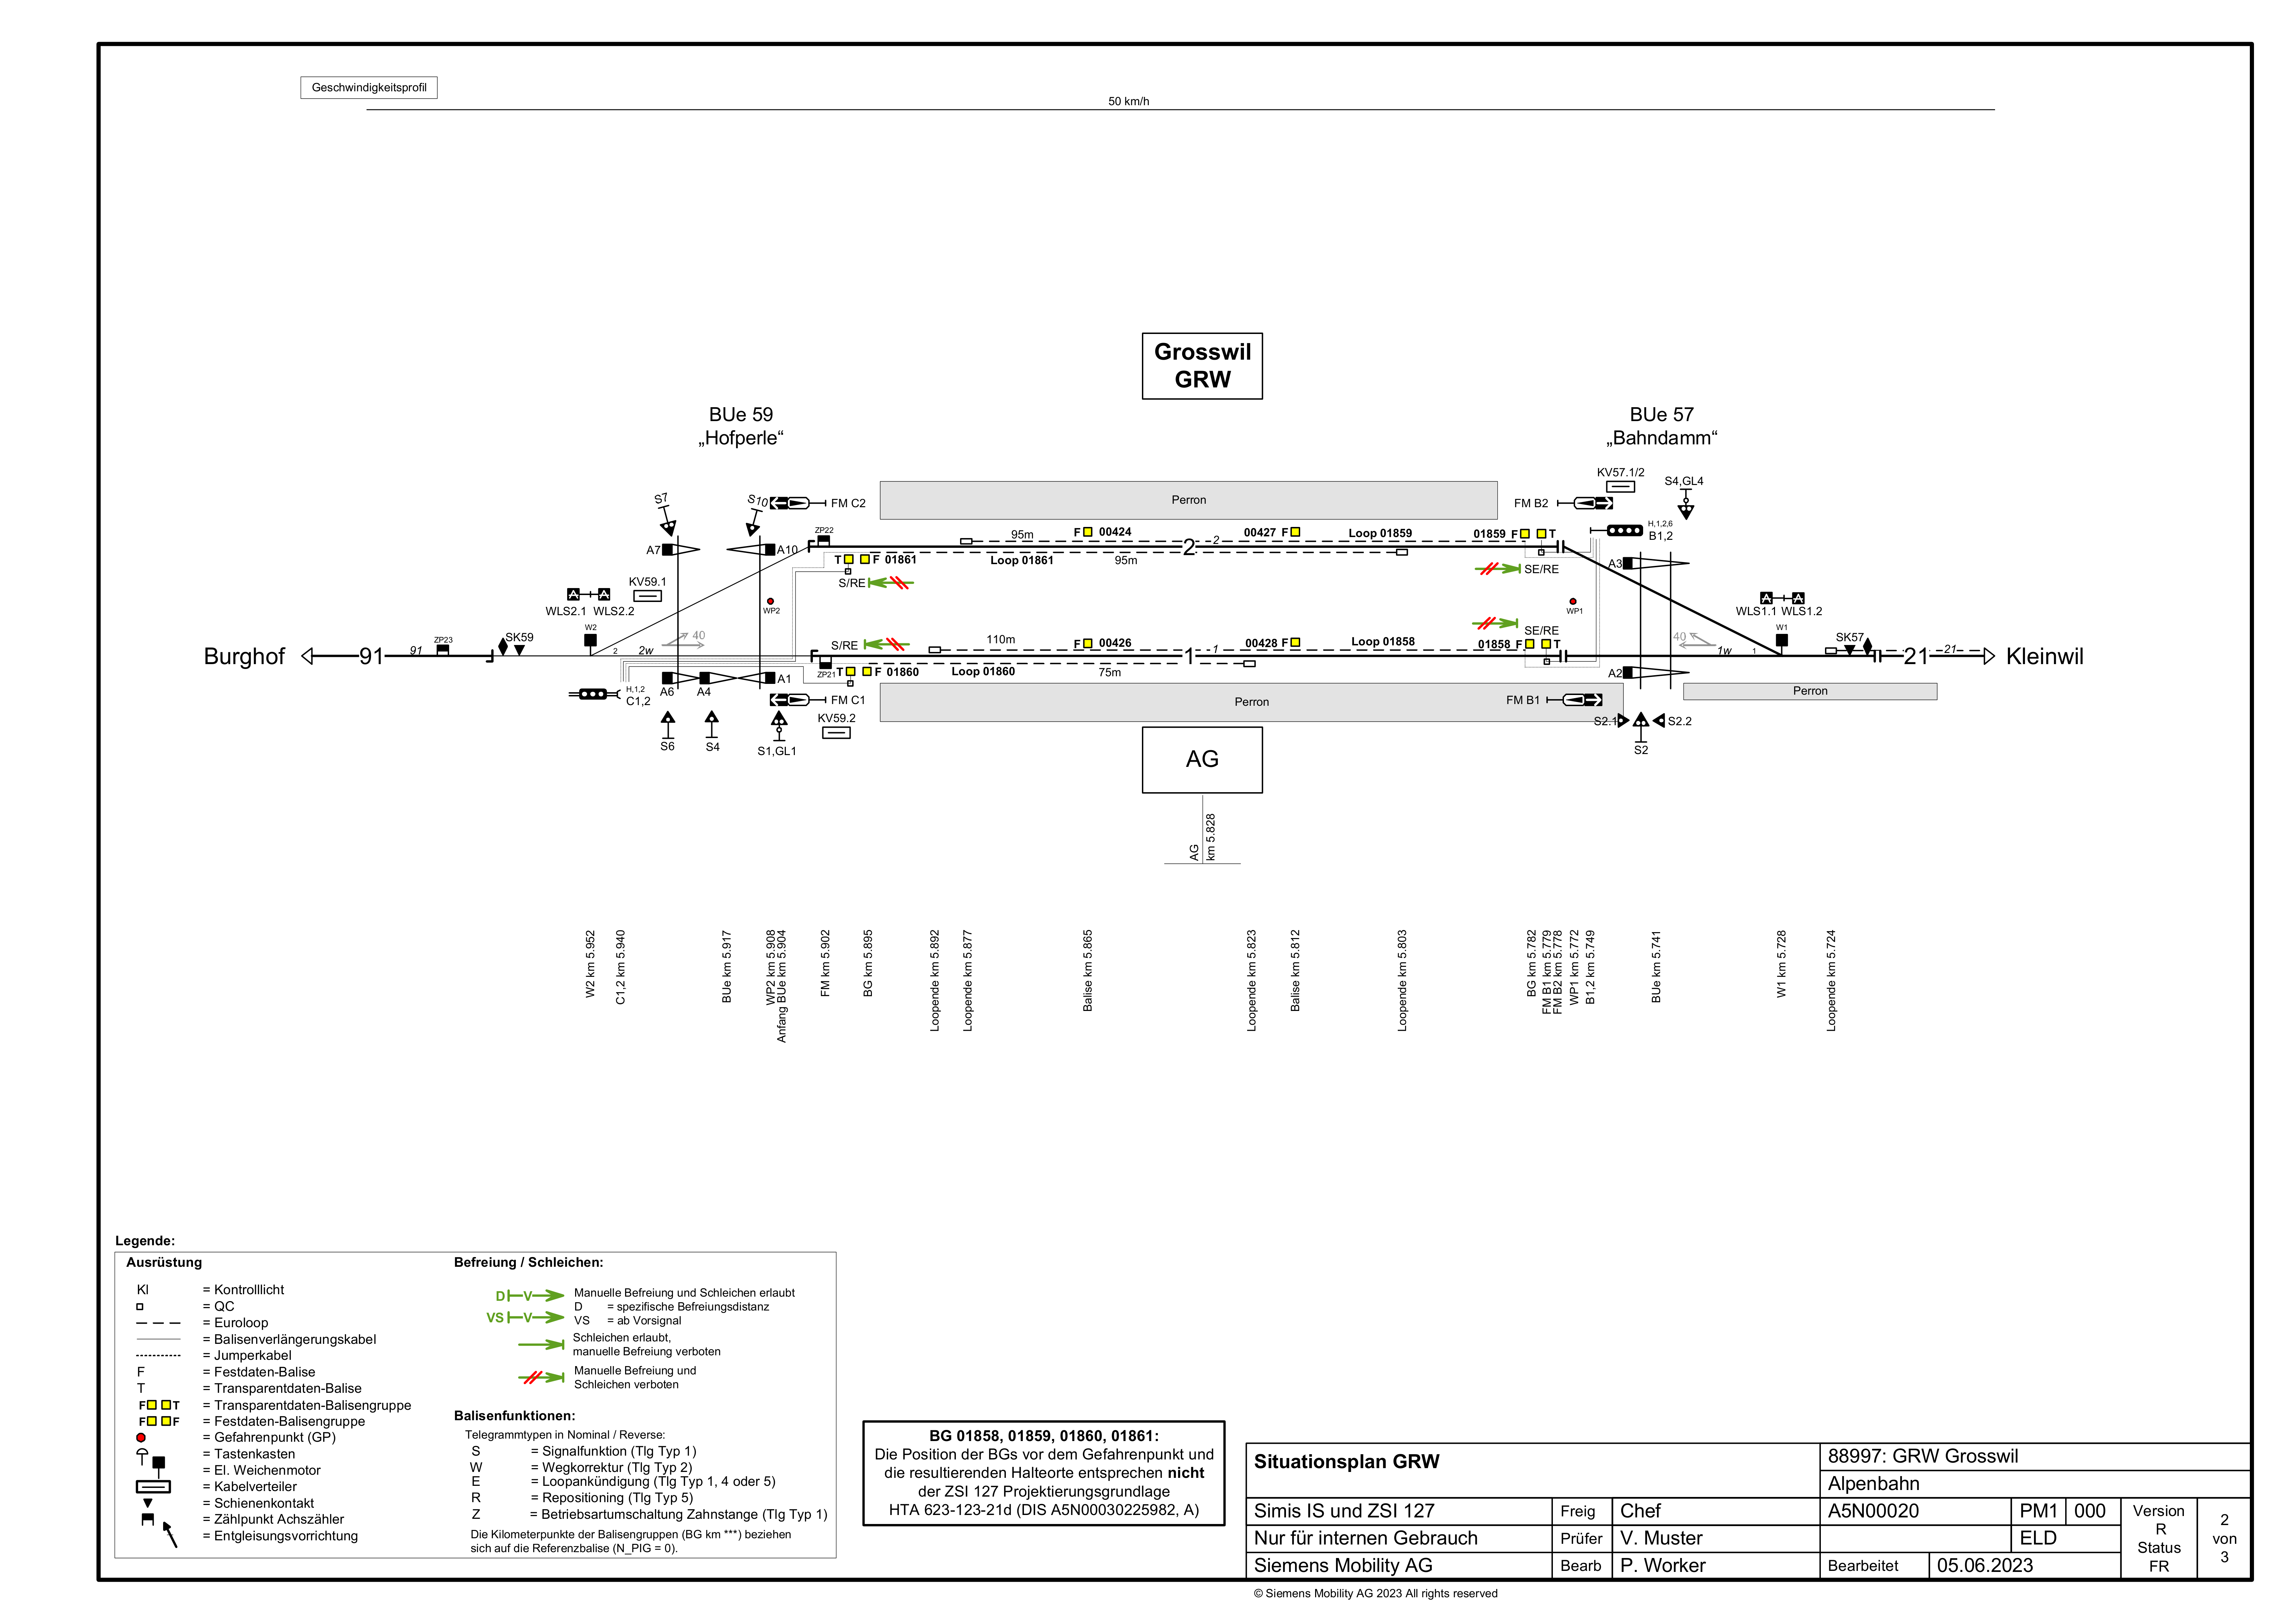 Geschwindigkeitsprofil
50 km/h
Grosswil
GRW
BUe 59
„Hofperle“
BUe 57
„Bahndamm“
KV57.1/2
S4,GL4
S7
S10
FM C2
Perron
FM B2
H,1,2,6
B1,2
ZP22
95m
F 00424
00427 F
2
Loop 01859
01859 F T
A7
A10
2
T F 01861
Loop 01861
95m
A3
S/RE
SE/RE
KV59.1
WLS2.1 WLS2.2
WP2
WP1
WLS1.1 WLS1.2
W2
W1
40
SE/RE
40
Burghof
91
91
ZP23
SK59
2
2w
S/RE
110m
F 00426
00428 F
1
1
Loop 01858
01858 F T
1w
1
SK57
21
21
Kleinwil
ZP21
T F 01860
Loop 01860
75m
A6
A4
A1
A2
H,1,2
C1,2
FM C1
Perron
FM B1
Perron
KV59.2
S6
S4
S1,GL1
S2.1
S2.2
S2
AG
AG
km 5.828
W2 km 5.952
C1,2 km 5.940
BUe km 5.917
WP2 km 5.908
Anfang BUe km 5.904
FM km 5.902
BG km 5.895
Loopende km 5.892
Loopende km 5.877
Balise km 5.865
Loopende km 5.823
Balise km 5.812
Loopende km 5.803
BG km 5.782
FM B1 km 5.779
FM B2 km 5.778
WP1 km 5.772
B1,2 km 5.749
BUe km 5.741
W1 km 5.728
Loopende km 5.724
Legende:
Ausrüstung
Kl = Kontrolllicht
= QC
= Euroloop
= Balisenverlängerungskabel
= Jumperkabel
F = Festdaten-Balise
T = Transparentdaten-Balise
F T = Transparentdaten-Balisengruppe
F F = Festdaten-Balisengruppe
= Gefahrenpunkt (GP)
= Tastenkasten
= El. Weichenmotor
= Kabelverteiler
= Schienenkontakt
= Zählpunkt Achszähler
= Entgleisungsvorrichtung
Befreiung / Schleichen:
D V Manuelle Befreiung und Schleichen erlaubt
D = spezifische Befreiungsdistanz
VS V VS = ab Vorsignal
Schleichen erlaubt,
manuelle Befreiung verboten
Manuelle Befreiung und
Schleichen verboten
Balisenfunktionen:
Telegrammtypen in Nominal / Reverse:
S = Signalfunktion (Tlg Typ 1)
W = Wegkorrektur (Tlg Typ 2)
E = Loopankündigung (Tlg Typ 1, 4 oder 5)
R = Repositioning (Tlg Typ 5)
Z = Betriebsartumschaltung Zahnstange (Tlg Typ 1)
Die Kilometerpunkte der Balisengruppen (BG km ***) beziehen
sich auf die Referenzbalise (N_PIG = 0).
BG 01858, 01859, 01860, 01861:
Die Position der BGs vor dem Gefahrenpunkt und
die resultierenden Halteorte entsprechen nicht
der ZSI 127 Projektierungsgrundlage
HTA 623-123-21d (DIS A5N00030225982, A)
Situationsplan GRW
88997: GRW Grosswil
Alpenbahn
Simis IS und ZSI 127
Freig
Chef
A5N00020
PM1
000
Nur für internen Gebrauch
Prüfer
V. Muster
ELD
Siemens Mobility AG
Bearb
P. Worker
Bearbeitet
05.06.2023
Version
R
Status
FR
2
von
3
© Siemens Mobility AG 2023 All rights reserved